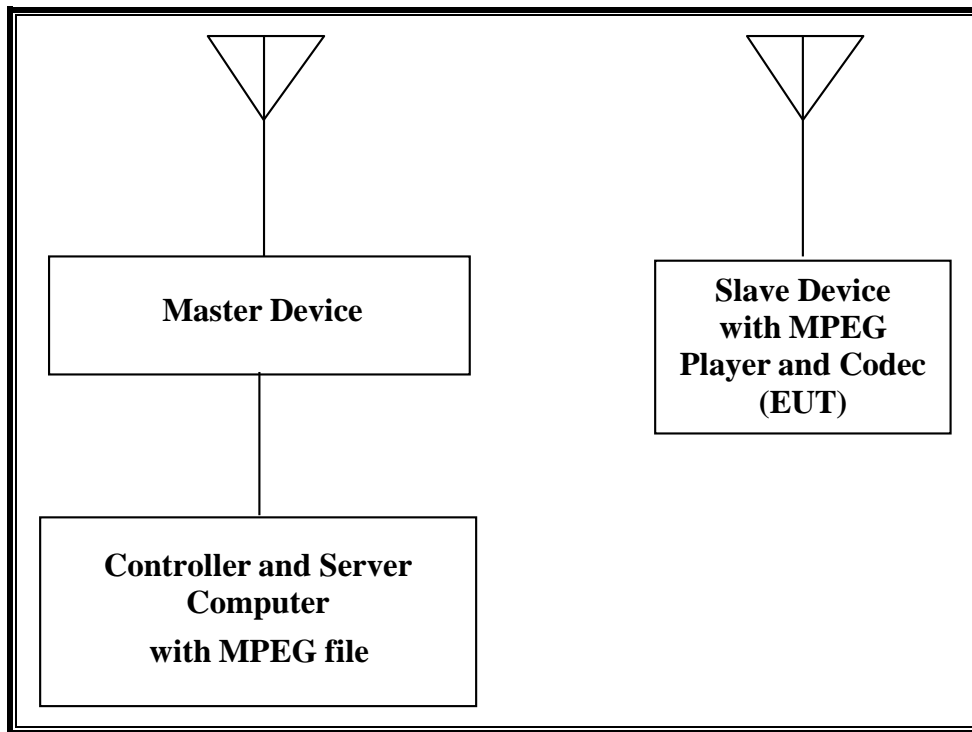 Master Device
Slave Device
with MPEG
Player and Codec
(EUT)
Controller and Server
Computer
with MPEG file